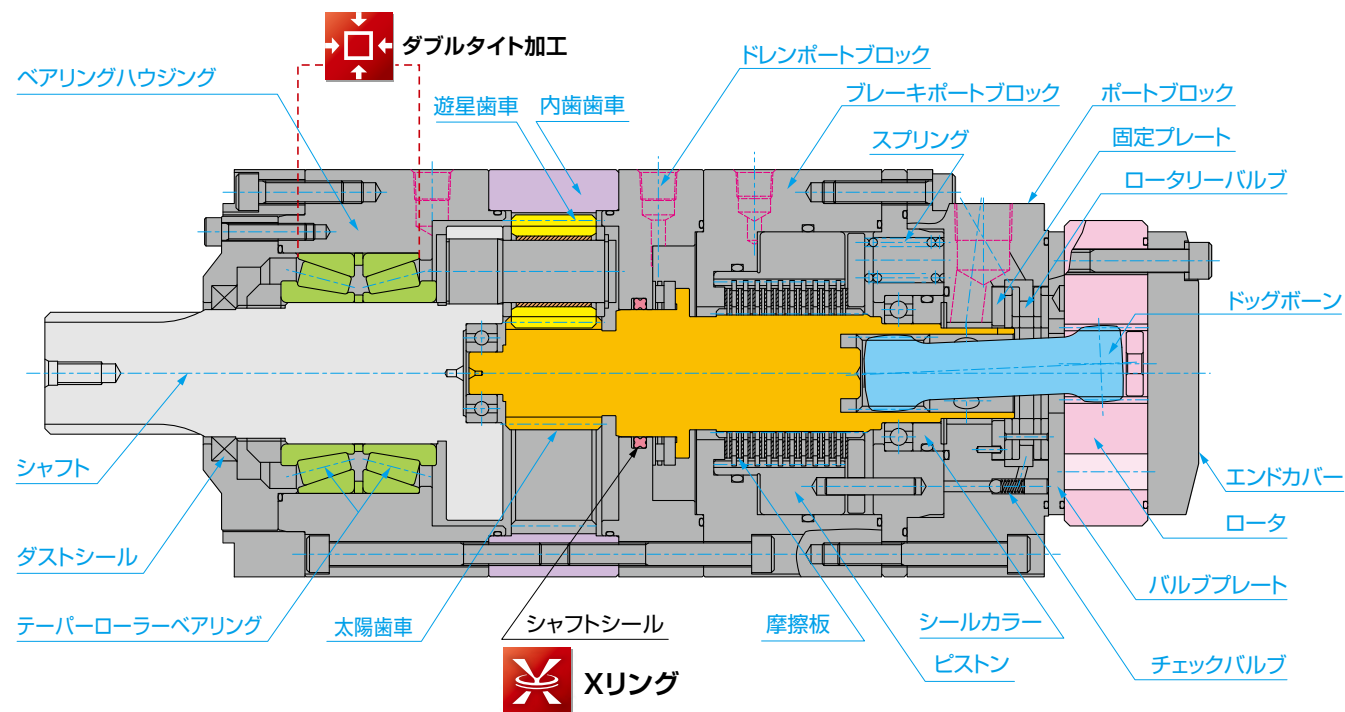 ダブルタイト加工
ベアリングハウジング
遊星歯車
内歯歯車
ドレンポートブロック
ブレーキポートブロック
スプリング
ポートブロック
固定プレート
ロータリーバルブ
ドッグボーン
シャフト
エンドカバー
ロータ
ダストシール
バルブプレート
テーパーローラーベアリング
太陽歯車
シャフトシール
摩擦板
シールカラー
ピストン
チェックバルブ
Xリング